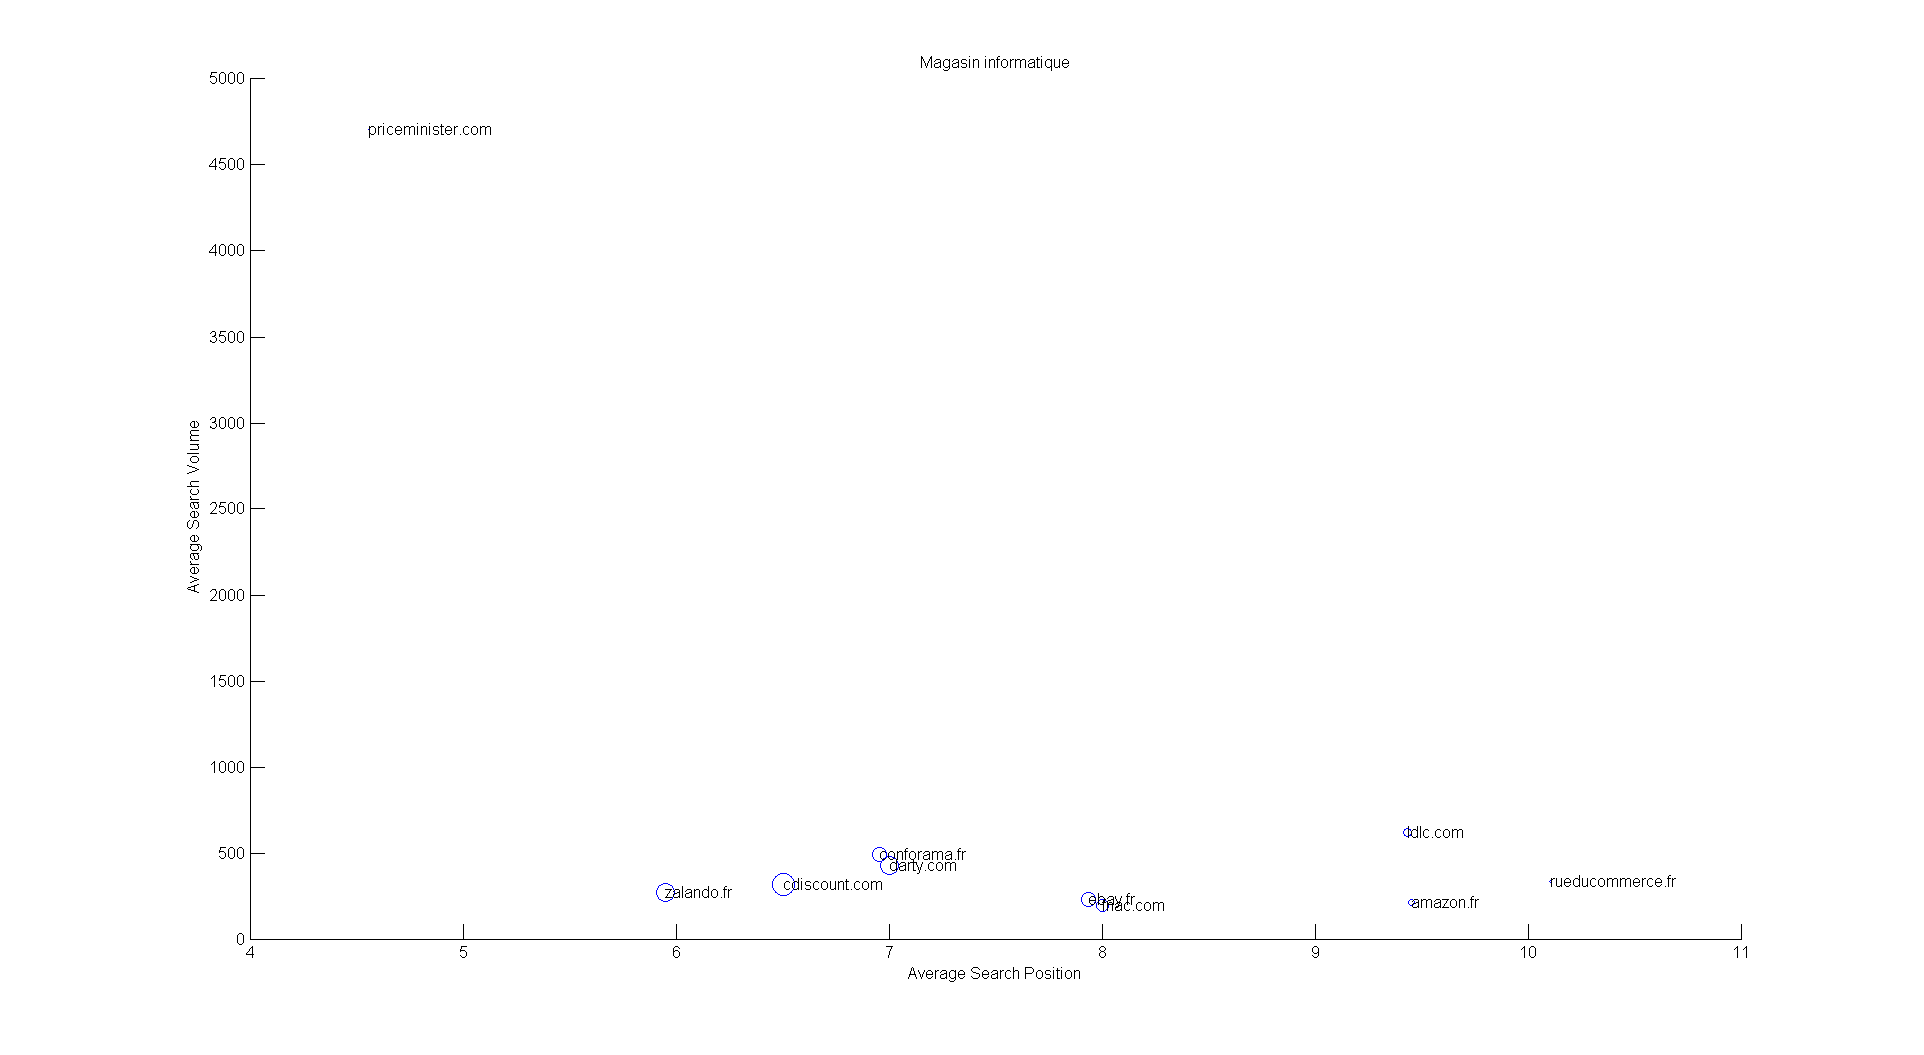 Magasin informatique
5000
priceminister.com
4500
4000
3500
3000
2500
2000
1500
1000
500
0
Average Search Volume
ldlc.com
conforama.fr
darty.com
rueducommerce.fr
cdiscount.com
zalando.fr
ebay.fr
amazon.fr
fnac.com
4 5 6 7 8 9 10 11
Average Search Position